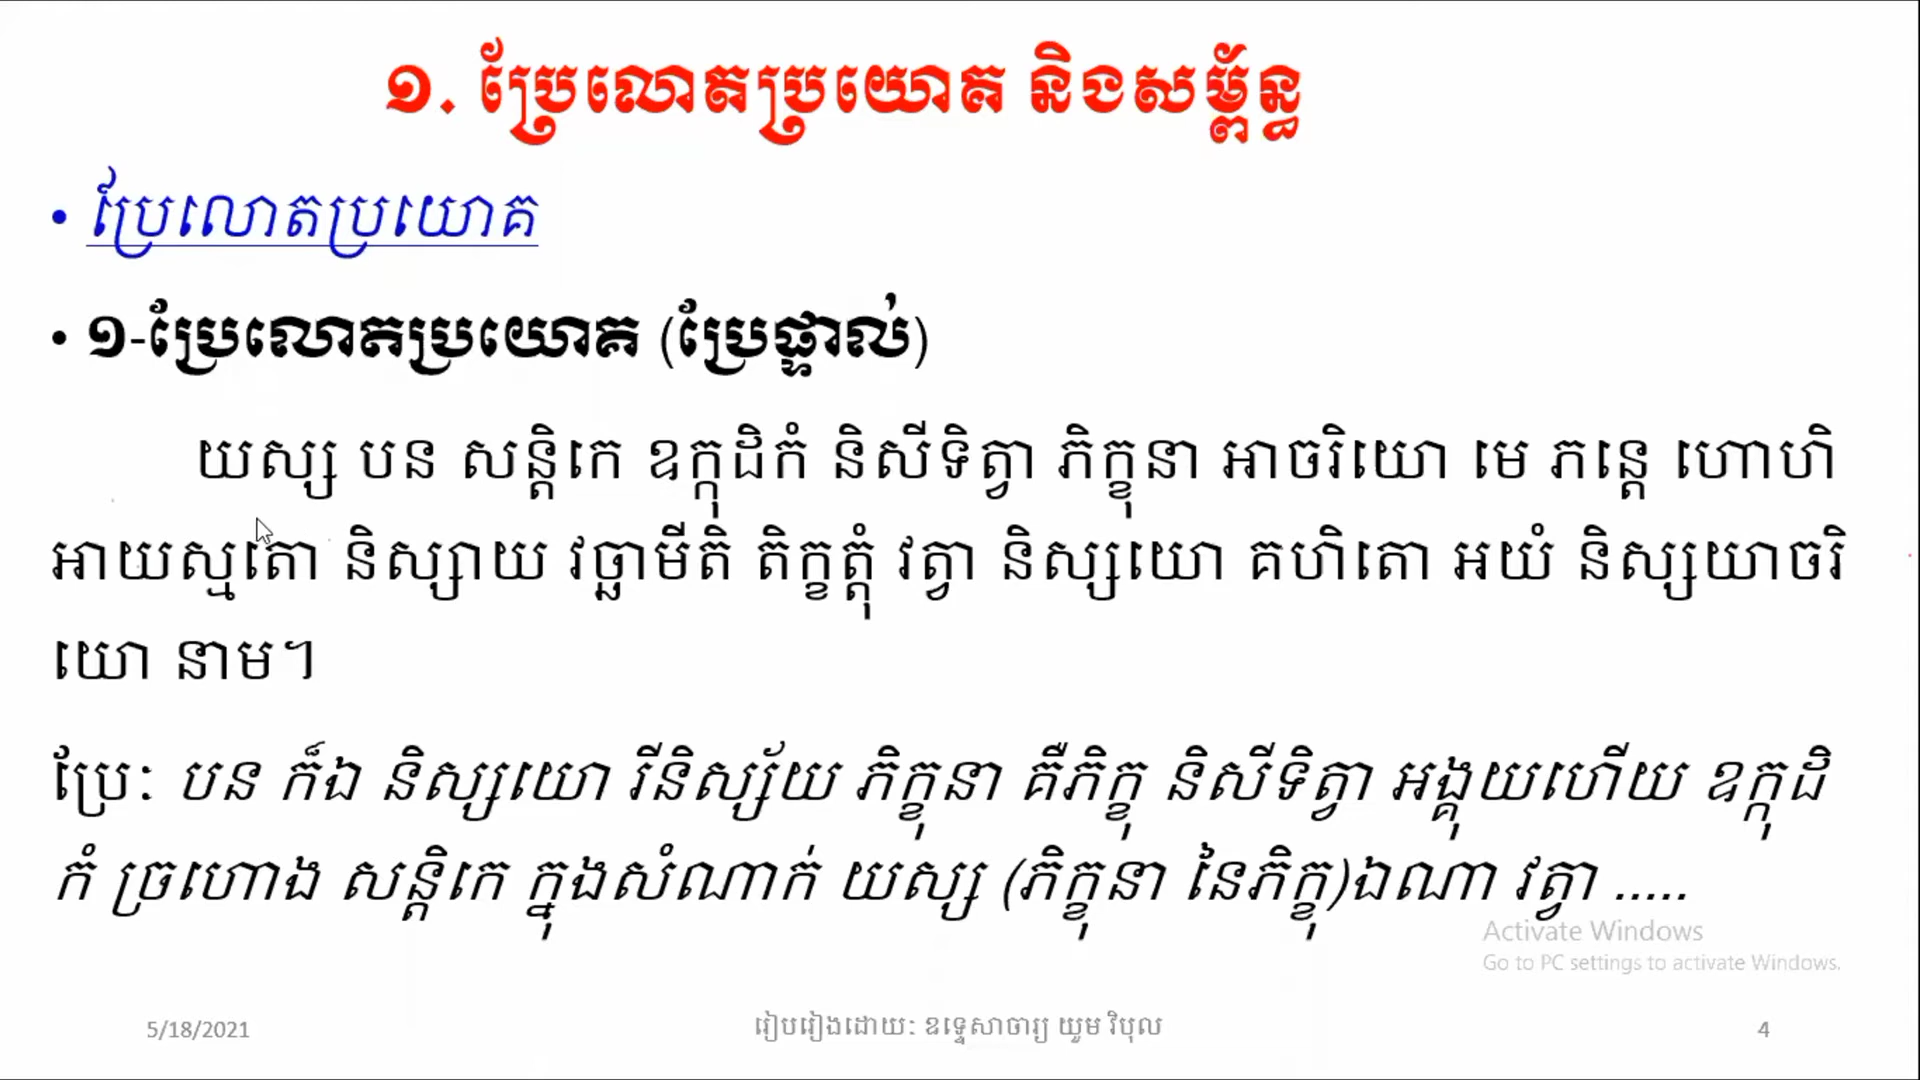 ១. ប្រែលោតប្រយោគ និងសម្ព័ន្ធ
• ប្រែលោតប្រយោគ
• ១-ប្រែលោតប្រយោគ (ប្រែផ្ទាល់)
យស្ស បន សន្តិកេ ឧក្កុដិកំ និសីទិត្វា ភិក្ខុនា អាចរិយោ មេ ភន្តេ ហោហិ
អាយស្មតោ និស្សាយ វច្ឆាមីតិ តិក្ខត្តុំ វត្វា និស្សយោ គហិតោ អយំ និស្សយាចរិ
យោ នាម។
ប្រែៈ បន ក៏ឯ និស្សយោ រីនិស្ស័យ ភិក្ខុនា គឺភិក្ខុ និសីទិត្វា អង្គុយហើយ ឧក្កុដិ
កំ ច្រហោង សន្តិកេ ក្នុងសំណាក់ យស្ស (ភិក្ខុនា នៃភិក្ខុ)ឯណា វត្វា .....
Activate Windows
Go to PC settings to activate Windows.
5/18/2021
រៀបរៀងដោយៈ ឧទ្ទេសាចារ្យ យួម វិបុល
4